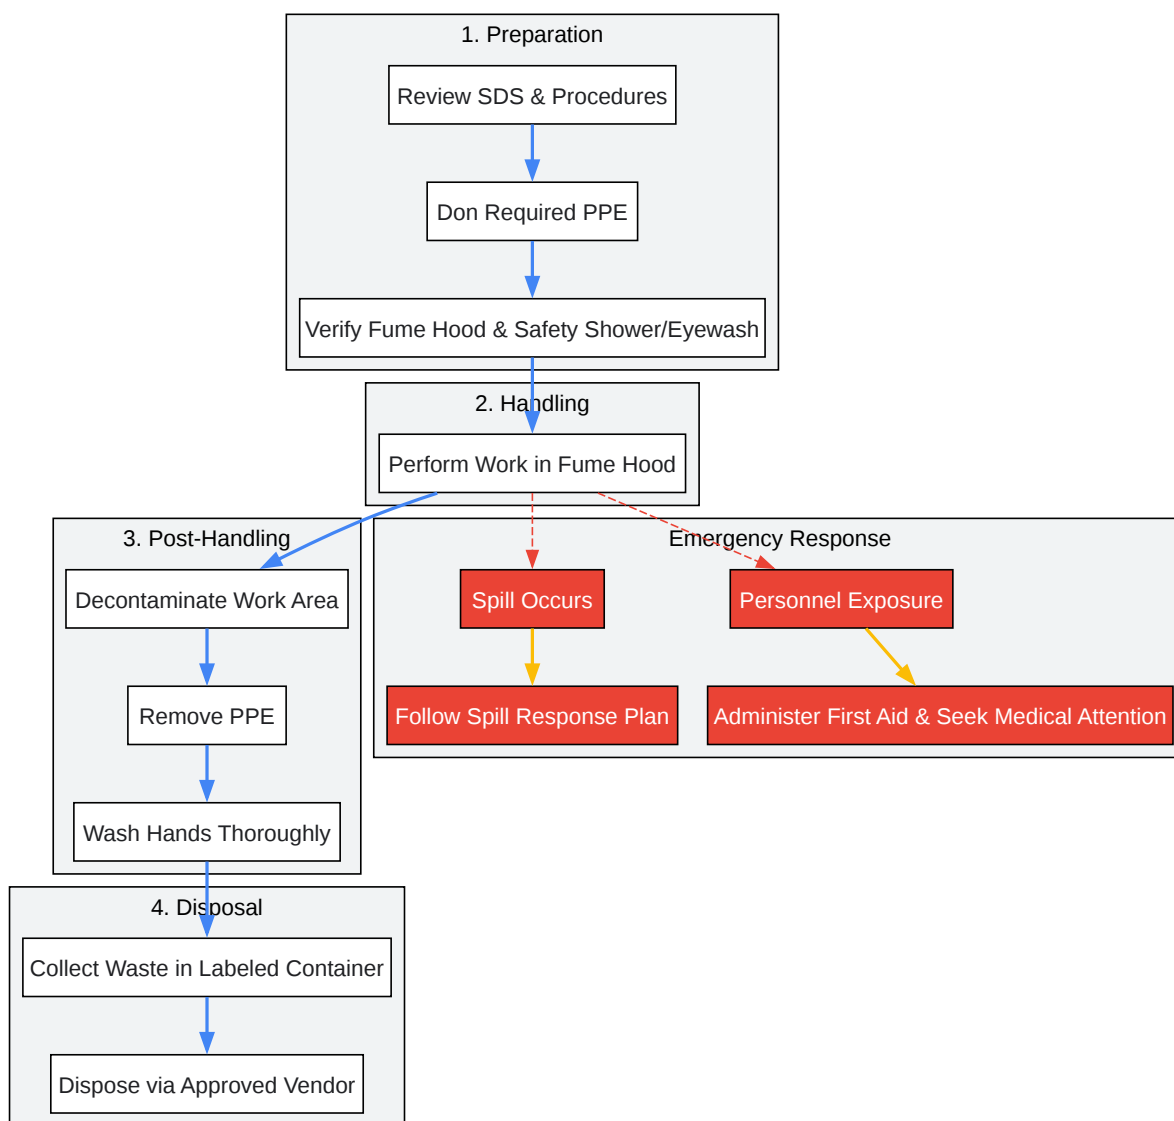 1. Preparation
Review SDS & Procedures
Don Required PPE
Verify Fume Hood & Safety Shower/Eyewash
2. Handling
Perform Work in Fume Hood
3. Post-Handling
Decontaminate Work Area
Remove PPE
Wash Hands Thoroughly
Emergency Response
Spill Occurs
Personnel Exposure
Follow Spill Response Plan
Administer First Aid & Seek Medical Attention
4. Disposal
Collect Waste in Labeled Container
Dispose via Approved Vendor